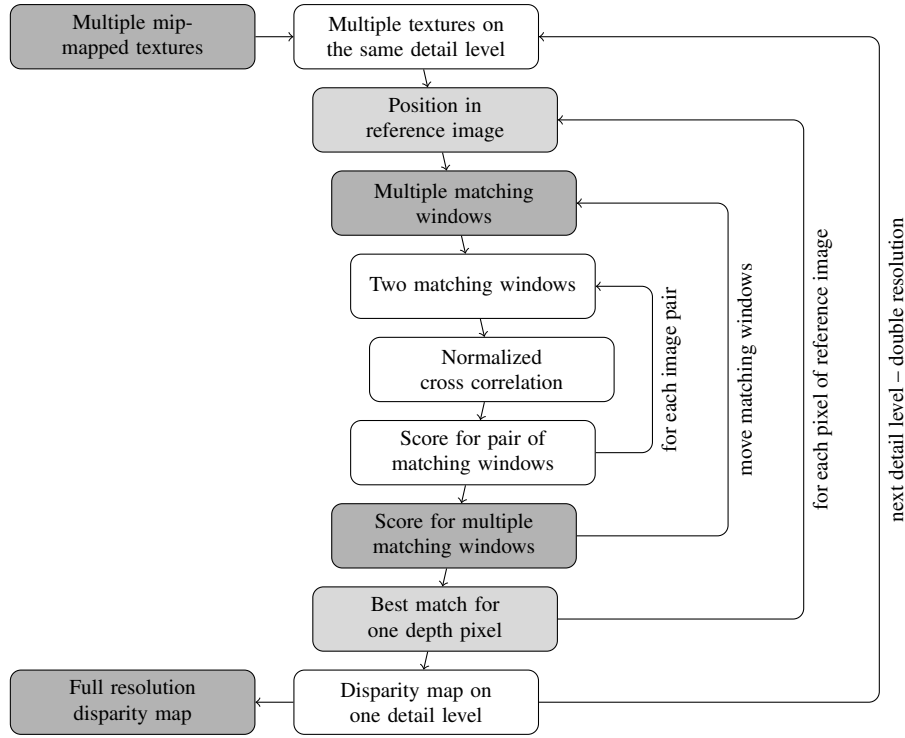 Multiple mip-
mapped textures
Multiple textures on
the same detail level
Position in
reference image
Multiple matching
windows
Two matching windows
Normalized
cross correlation
Score for pair of
matching windows
Score for multiple
matching windows
Best match for
one depth pixel
Full resolution
disparity map
Disparity map on
one detail level
for each image pair
move matching windows
for each pixel of reference image
next detail level – double resolution